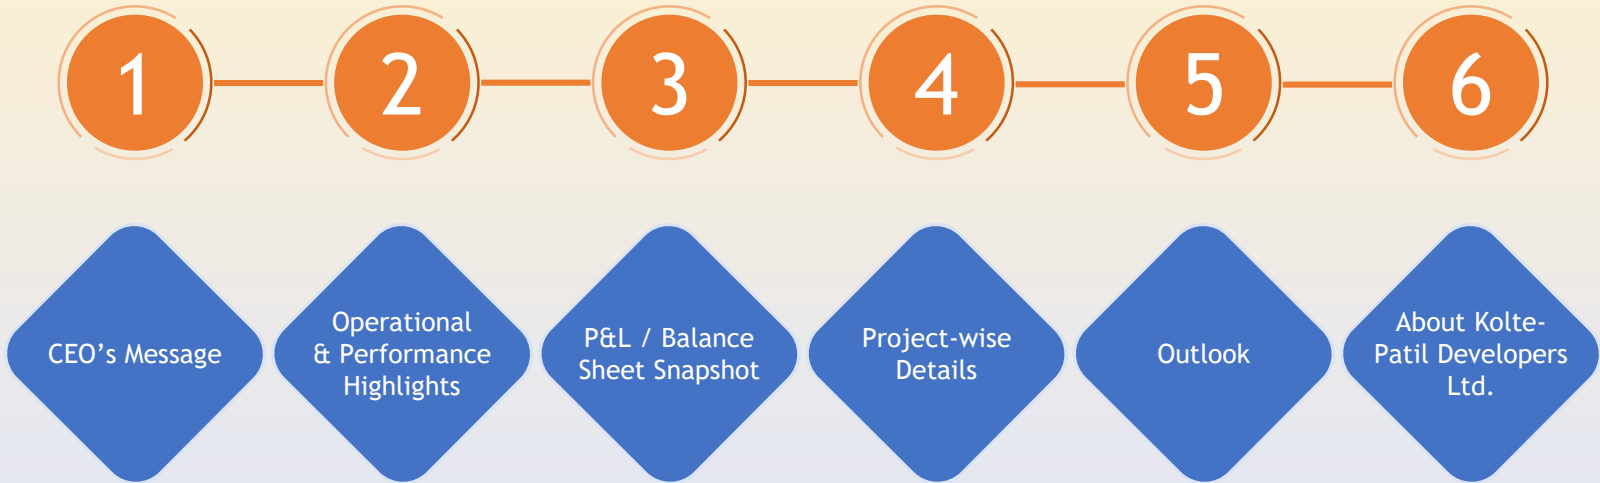 1
2
3
4
5
6
CEO’s Message
Operational
& Performance
Highlights
P&L / Balance
Sheet Snapshot
Project-wise
Details
Outlook
About Kolte-
Patil Developers
Ltd.